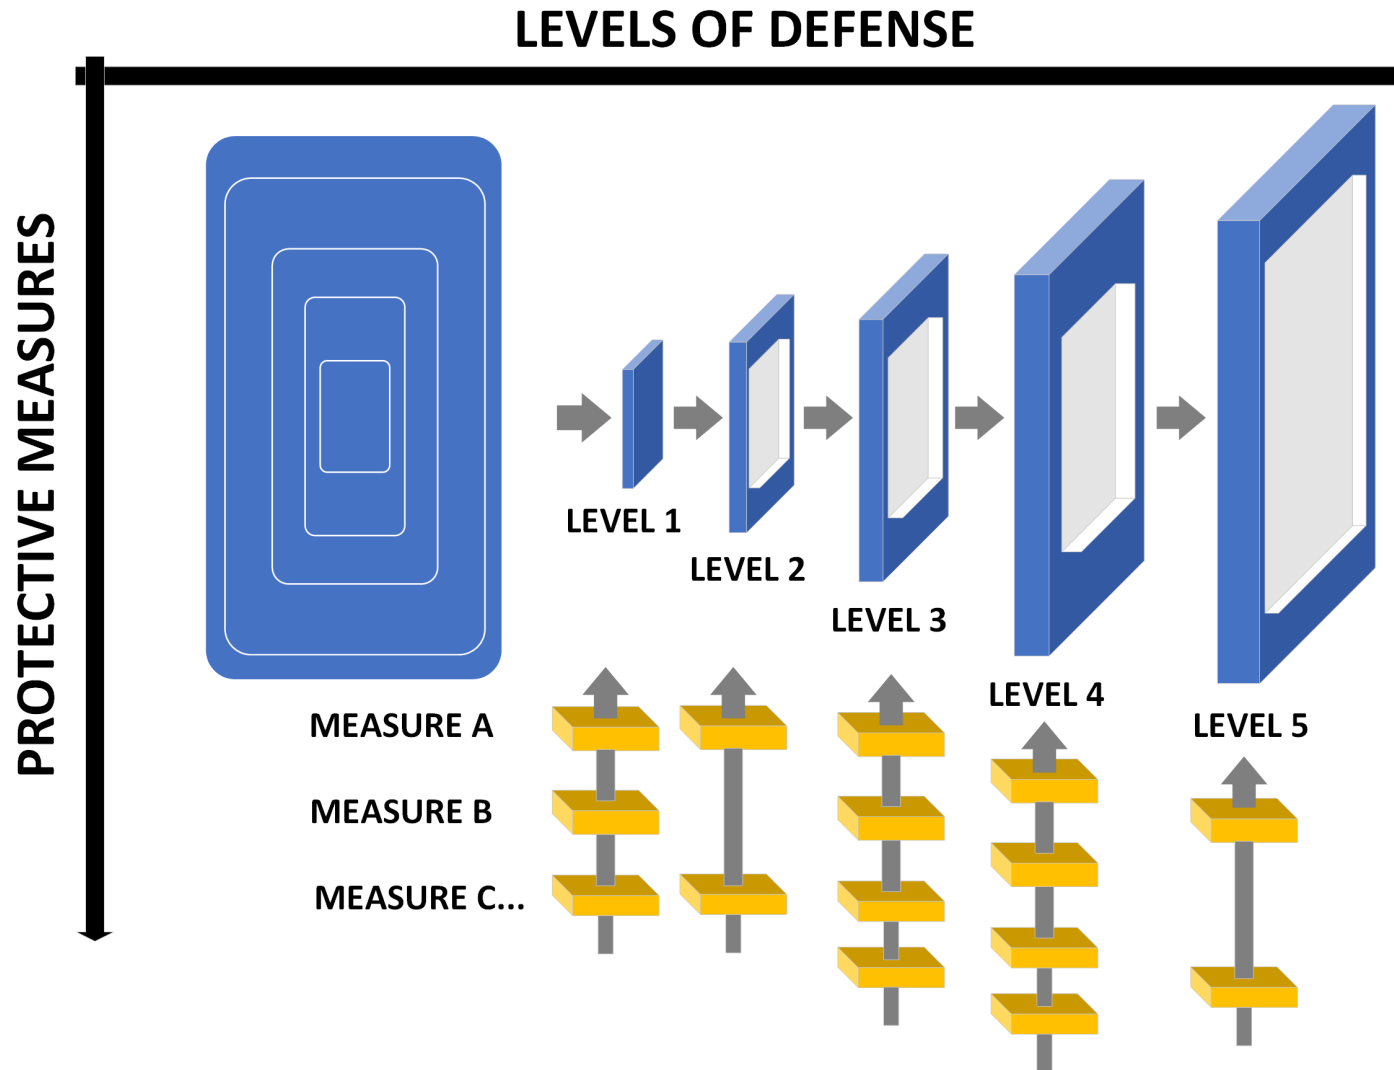 LEVELS OF DEFENSE
PROTECTIVE MEASURES
LEVEL 1
LEVEL 2
LEVEL 3
LEVEL 4
LEVEL 5
MEASURE A
MEASURE B
MEASURE C...